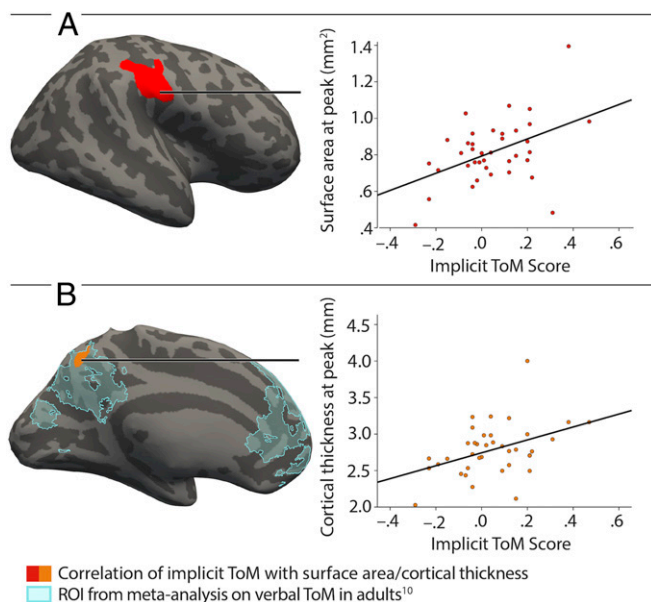 A
Surface area at peak (mm²)
1.4
1.2
1.0
.8
.6
.4
-.4 -.2 .0 .2 .4 .6
Implicit ToM Score
B
Cortical thickness at peak (mm)
4.5
4.0
3.5
3.0
2.5
2.0
-.4 -.2 .0 .2 .4 .6
Implicit ToM Score
Correlation of implicit ToM with surface area/cortical thickness
ROI from meta-analysis on verbal ToM in adults¹⁰